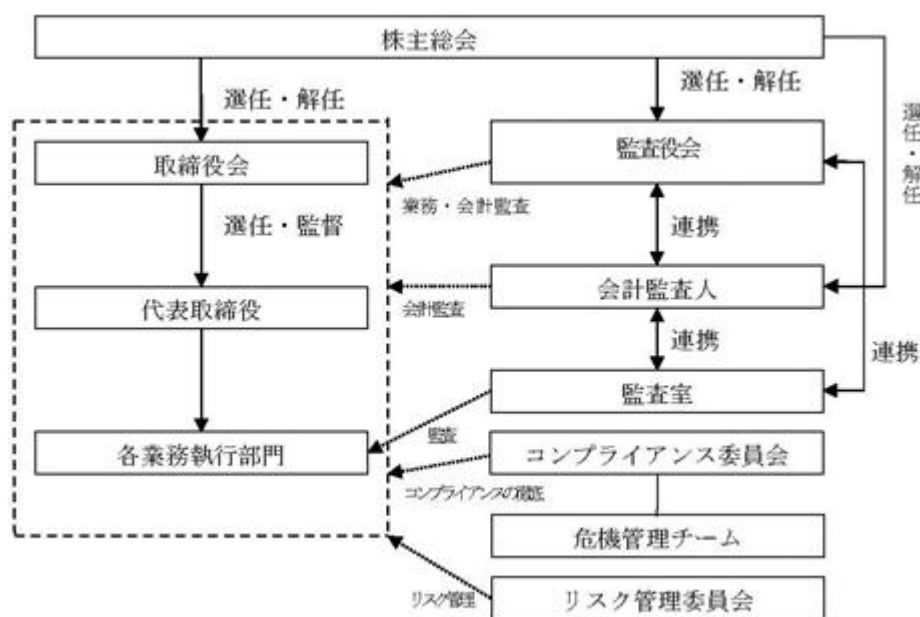 株主総会
選任・解任
選任・解任
選任・解任
取締役会
監査役会
業務・会計監査
選任・監督
連携
代表取締役
会計監査人
会計監査
連携
連携
監査室
監査
各業務執行部門
コンプライアンス委員会
コンプライアンスの徹底
危機管理チーム
リスク管理
リスク管理委員会